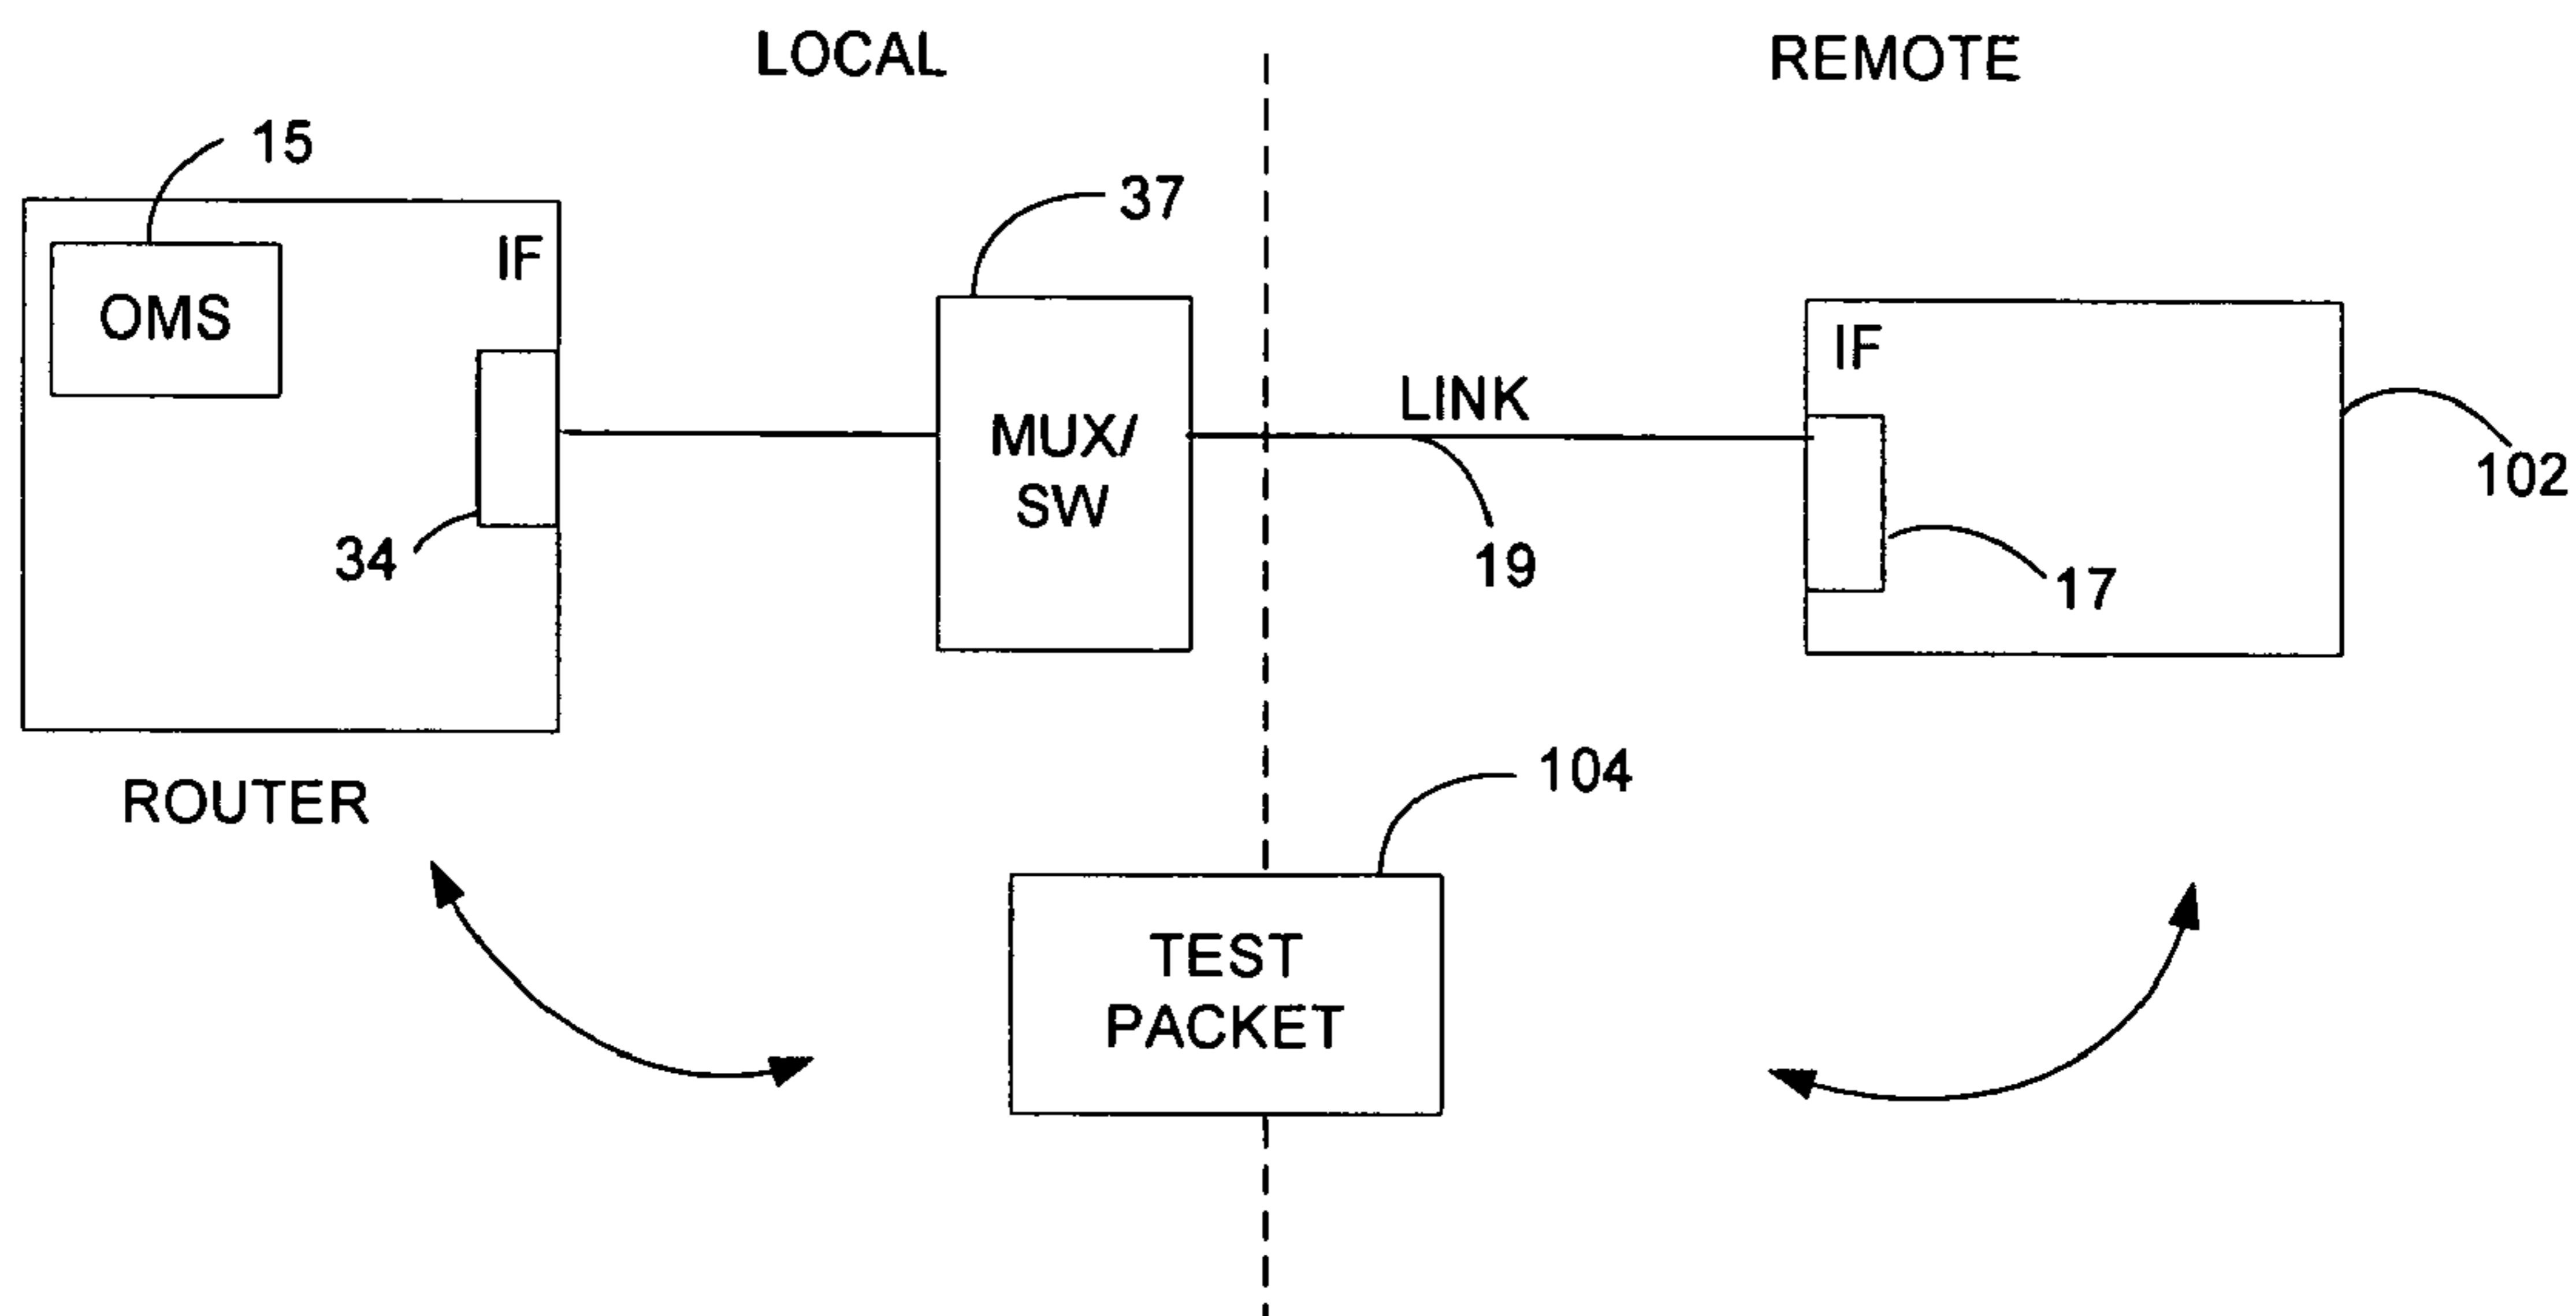 LOCAL
REMOTE
15
37
IF
OMS
IF
LINK
MUX/
SW
102
34
19
17
104
ROUTER
TEST
PACKET